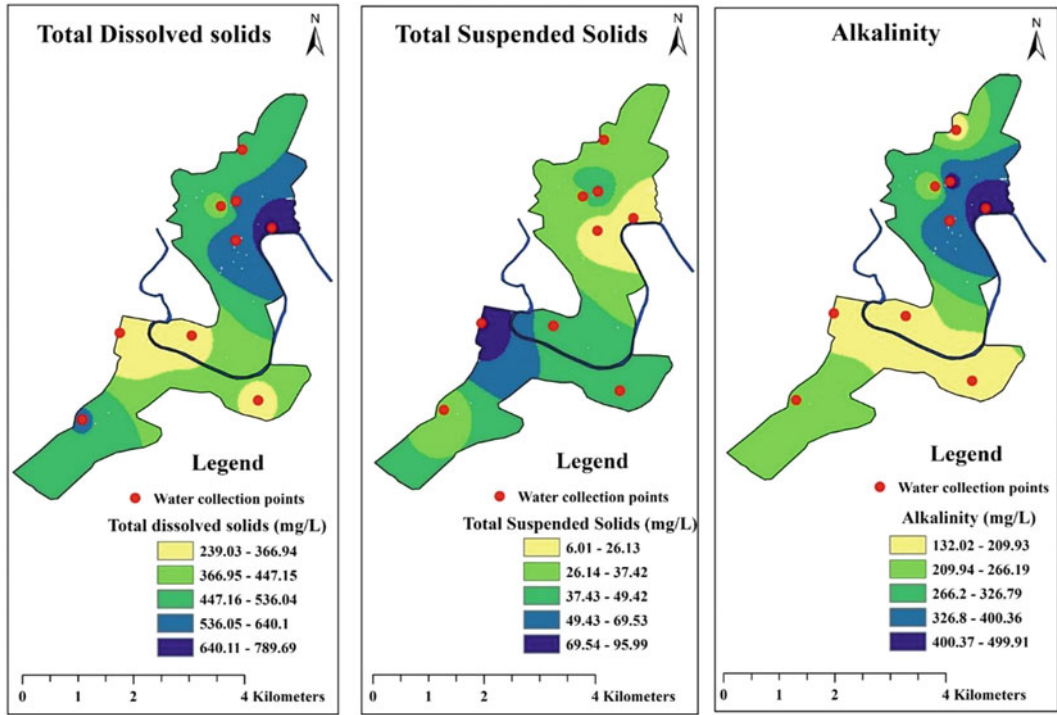 Total Dissolved solids
N
Legend
Water collection points
Total dissolved solids (mg/L)
239.03 - 366.94
366.95 - 447.15
447.16 - 536.04
536.05 - 640.1
640.11 - 789.69
0 2 4 Kilometers
Total Suspended Solids
N
Legend
Water collection points
Total Suspended Solids (mg/L)
6.01 - 26.13
26.14 - 37.42
37.43 - 49.42
49.43 - 69.53
69.54 - 95.99
0 2 4 Kilometers
Alkalinity
N
Legend
Water collection points
Alkalinity (mg/L)
132.02 - 209.93
209.94 - 266.19
266.2 - 326.79
326.8 - 400.36
400.37 - 499.91
0 2 4 Kilometers